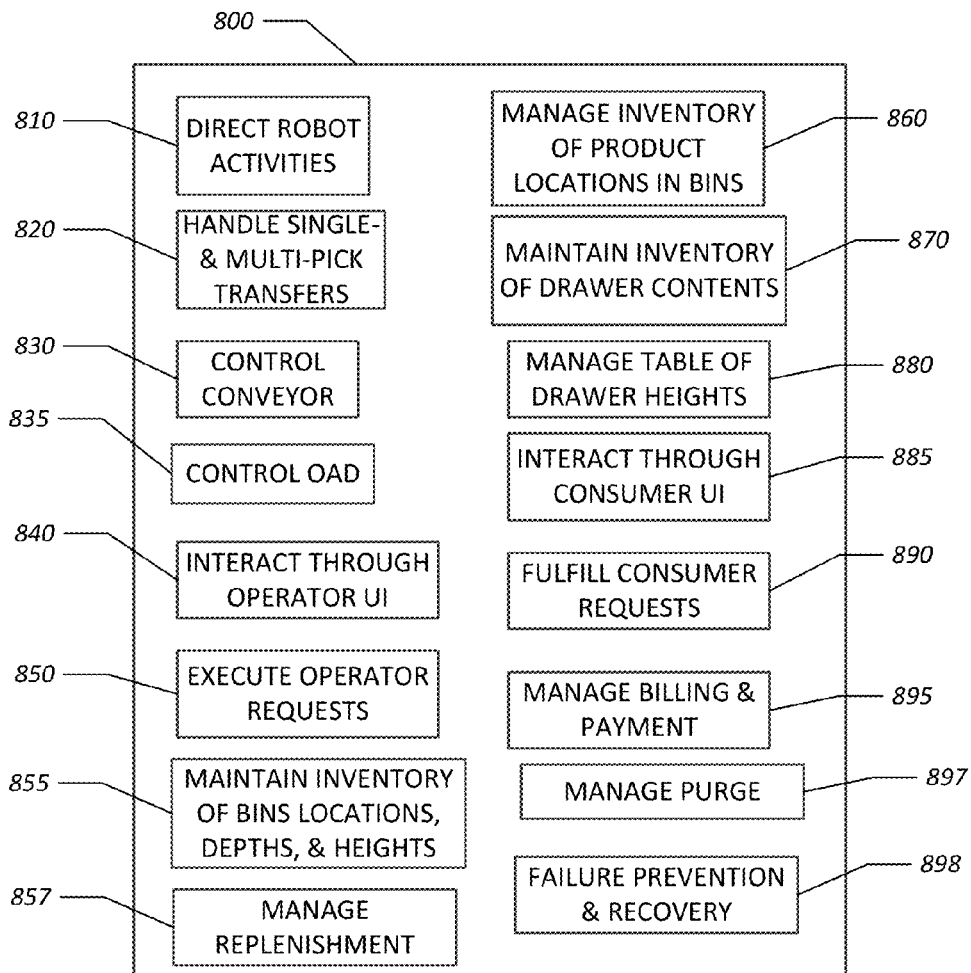 800
810
DIRECT ROBOT
ACTIVITIES
820
HANDLE SINGLE-
& MULTI-PICK
TRANSFERS
830
CONTROL
CONVEYOR
835
CONTROL OAD
840
INTERACT THROUGH
OPERATOR UI
850
EXECUTE OPERATOR
REQUESTS
855
MAINTAIN INVENTORY
OF BINS LOCATIONS,
DEPTHS, & HEIGHTS
857
MANAGE
REPLENISHMENT
MANAGE INVENTORY
OF PRODUCT
LOCATIONS IN BINS
860
MAINTAIN INVENTORY
OF DRAWER CONTENTS
870
MANAGE TABLE OF
DRAWER HEIGHTS
880
INTERACT THROUGH
CONSUMER UI
885
FULFILL CONSUMER
REQUESTS
890
MANAGE BILLING &
PAYMENT
895
MANAGE PURGE
897
FAILURE PREVENTION
& RECOVERY
898